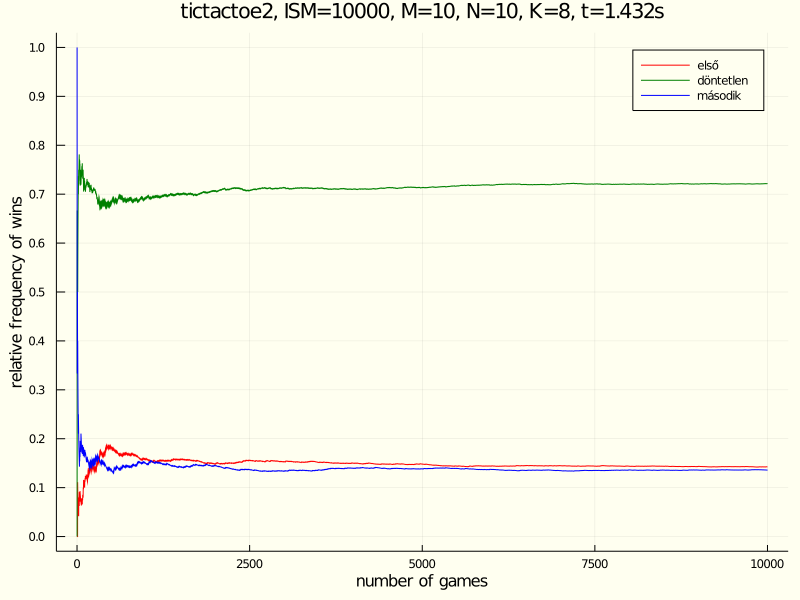 tictactoe2, ISM=10000, M=10, N=10, K=8, t=1.432s
első
döntetlen
második
relative frequency of wins
1.0
0.9
0.8
0.7
0.6
0.5
0.4
0.3
0.2
0.1
0.0
0
2500
5000
7500
10000
number of games